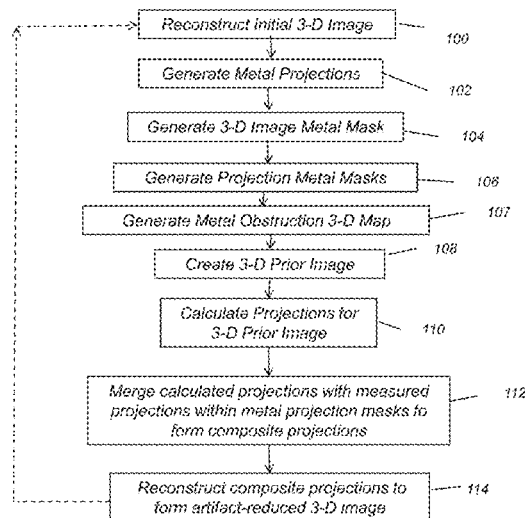 Reconstruct Initial 3-D Image
100
Generate Metal Projections
102
Generate 3-D Image Metal Mask
104
Generate Projection Metal Masks
106
Generate Metal Obstruction 3-D Map
107
Create 3-D Prior Image
108
Calculate Projections for
3-D Prior Image
110
Merge calculated projections with measured
projections within metal projection masks to
form composite projections
112
Reconstruct composite projections to
form artifact-reduced 3-D image
114